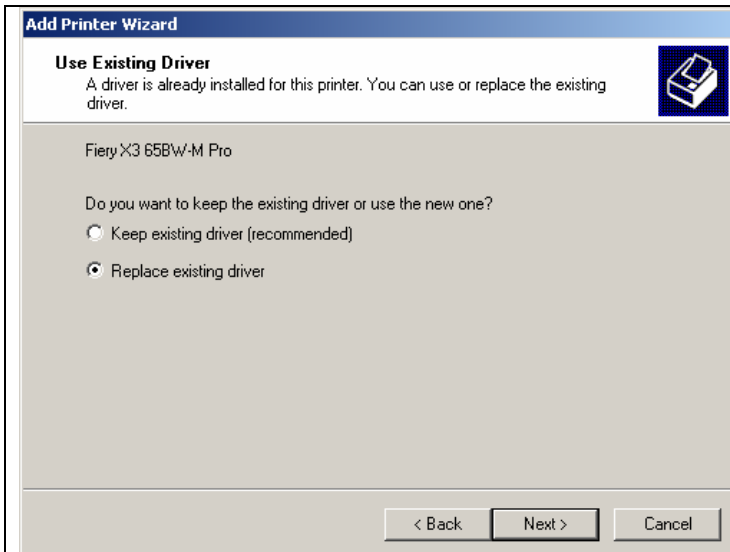 Add Printer Wizard
Use Existing Driver
A driver is already installed for this printer. You can use or replace the existing
driver.
Fiery X3 65BW-M Pro
Do you want to keep the existing driver or use the new one?
Keep existing driver (recommended)
Replace existing driver
< Back Next > Cancel